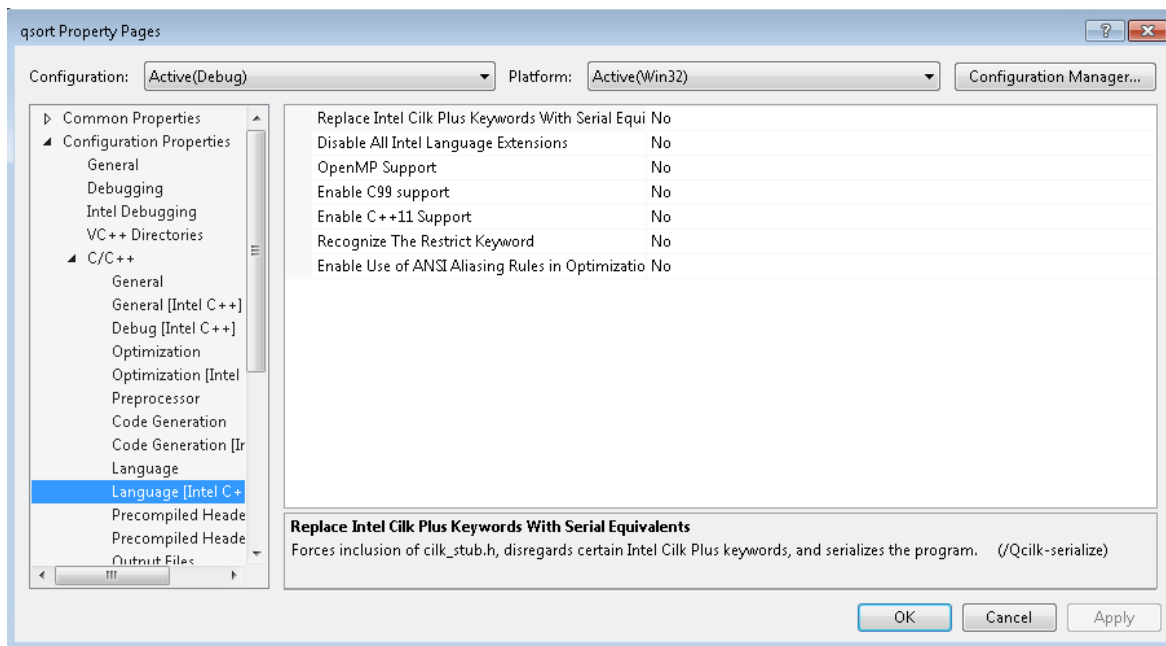 qsort Property Pages
Configuration: Active(Debug) Platform: Active(Win32) Configuration Manager...
Common Properties
Configuration Properties
General
Debugging
Intel Debugging
VC++ Directories
C/C++
General
General [Intel C++]
Debug [Intel C++]
Optimization
Optimization [Intel
Preprocessor
Code Generation
Code Generation [Ir
Language
Language [Intel C+
Precompiled Heade
Precompiled Heade
Output Files
Replace Intel Cilk Plus Keywords With Serial Equi No
Disable All Intel Language Extensions No
OpenMP Support No
Enable C99 support No
Enable C++11 Support No
Recognize The Restrict Keyword No
Enable Use of ANSI Aliasing Rules in Optimizatio No
Replace Intel Cilk Plus Keywords With Serial Equivalents
Forces inclusion of cilk_stub.h, disregards certain Intel Cilk Plus keywords, and serializes the program. (/Qcilk-serialize)
OK Cancel Apply